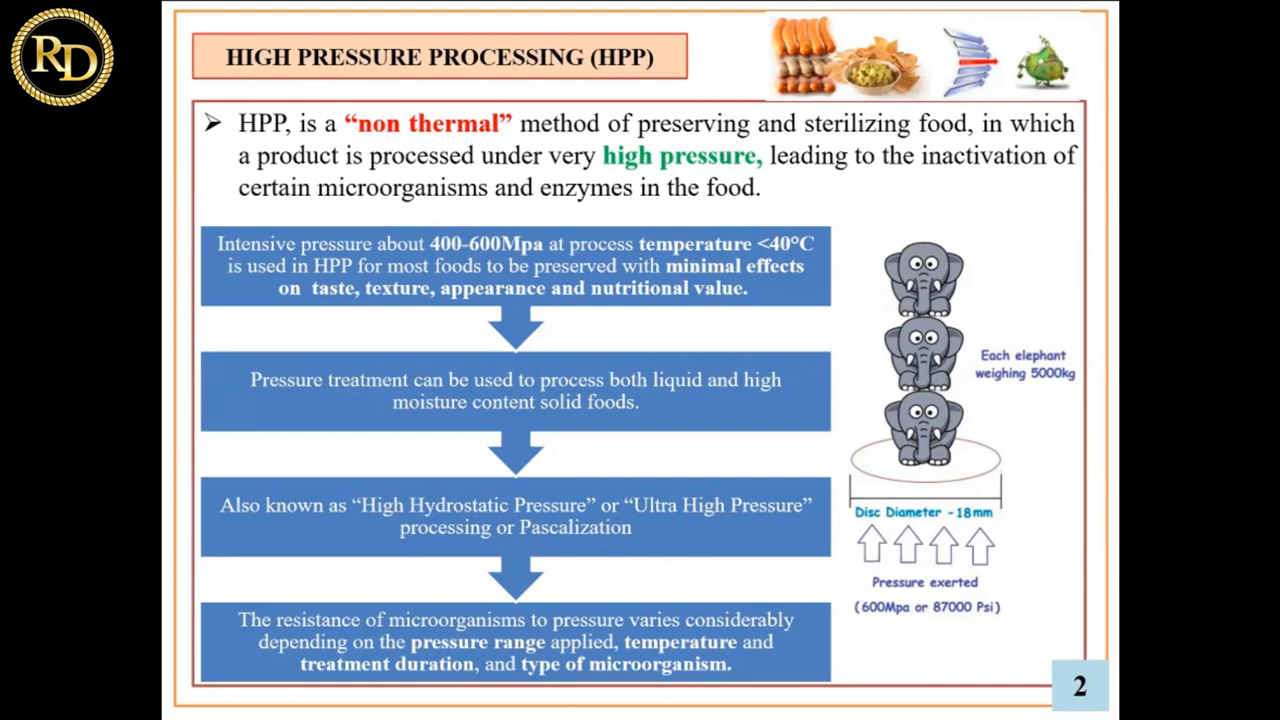 RD
HIGH PRESSURE PROCESSING (HPP)
➢ HPP, is a “non thermal” method of preserving and sterilizing food, in which
a product is processed under very high pressure, leading to the inactivation of
certain microorganisms and enzymes in the food.
Intensive pressure about 400-600Mpa at process temperature <40°C
is used in HPP for most foods to be preserved with minimal effects
on taste, texture, appearance and nutritional value.
Pressure treatment can be used to process both liquid and high
moisture content solid foods.
Also known as “High Hydrostatic Pressure” or “Ultra High Pressure”
processing or Pascalization
The resistance of microorganisms to pressure varies considerably
depending on the pressure range applied, temperature and
treatment duration, and type of microorganism.
Each elephant
weighing 5000kg
Disc Diameter - 18mm
Pressure exerted
(600Mpa or 87000 Psi)
2